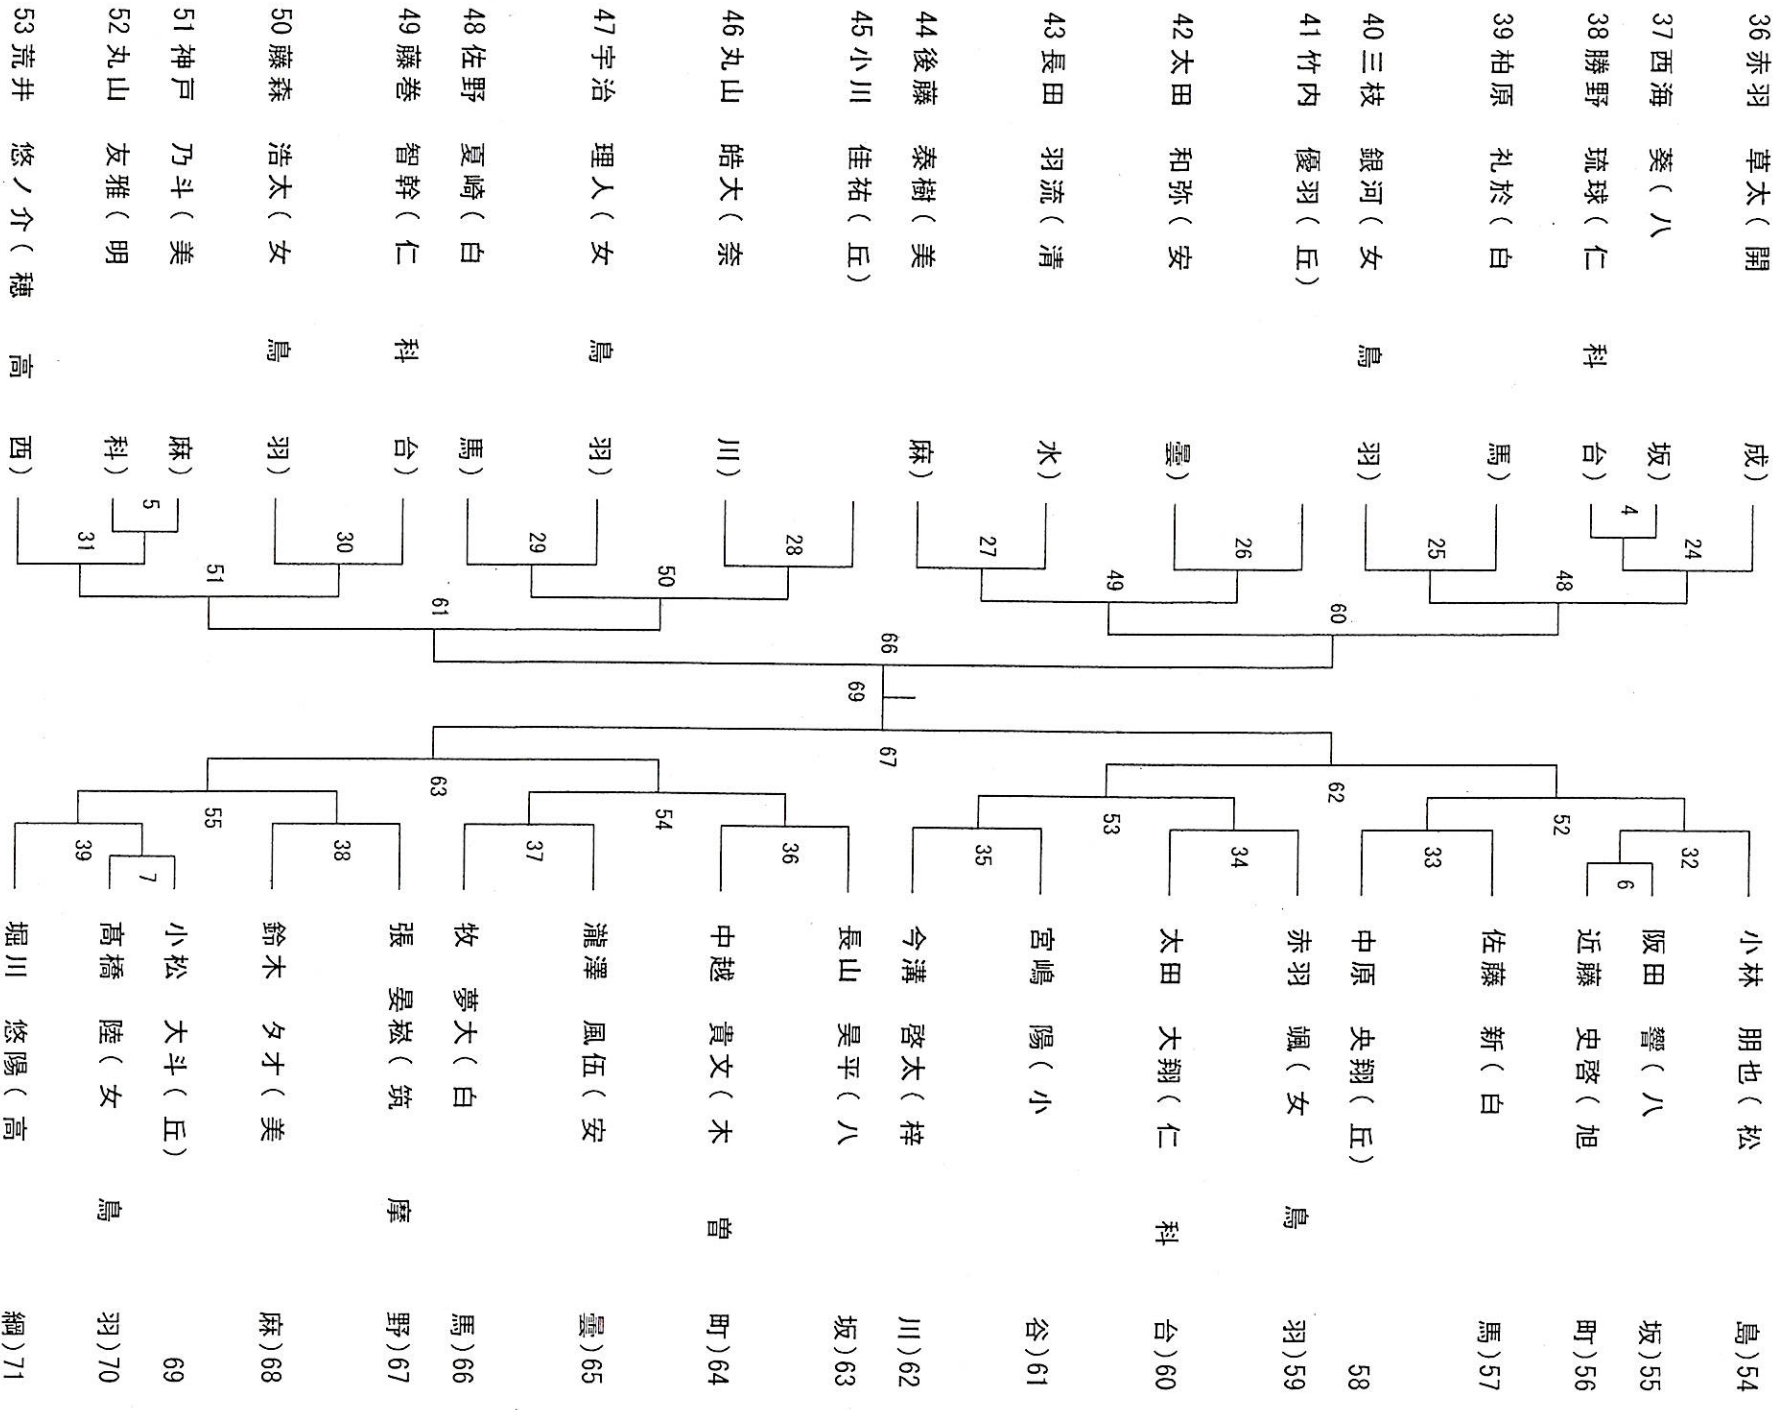 36 赤羽 草太(開成)
37 西海 葵(八坂)
38 勝野 琉球(仁科台)
39 柏原 礼於(白馬)
40 三枝 銀河(女鳥羽)
41 竹内 優羽(丘)
42 太田 和弥(安曇)
43 長田 羽流(清水)
44 後藤 泰樹(美麻)
45 小川 佳祐(丘)
46 丸山 皓大(奈川)
47 宇治 理人(女鳥羽)
48 佐野 夏崎(白馬)
49 藤巻 智幹(仁科台)
50 藤森 浩太(女鳥羽)
51 神戸 乃斗(美麻)
52 丸山 友雅(明科)
53 荒井 悠ノ介(穂高西)
4
24
25
48
26
27
49
60
28
29
50
30
5
31
51
61
66
69
67
62
52
32
6
33
53
34
35
63
54
36
37
55
38
39
7
小林 朋也(松島)54
阪田 響(八坂)55
近藤 史啓(旭町)56
佐藤 新(白馬)57
中原 央翔(丘) 58
赤羽 颯(女鳥羽)59
太田 大翔(仁科台)60
宮嶋 陽(小谷)61
今溝 啓太(梓川)62
長山 昊平(八坂)63
中越 貴文(木曽町)64
瀧澤 風伍(安曇)65
牧 夢大(白馬)66
張 晏崧(筑摩野)67
鈴木 タオ(美麻)68
小松 大斗(丘) 69
髙橋 陸(女鳥羽)70
堀川 悠陽(高綱)71